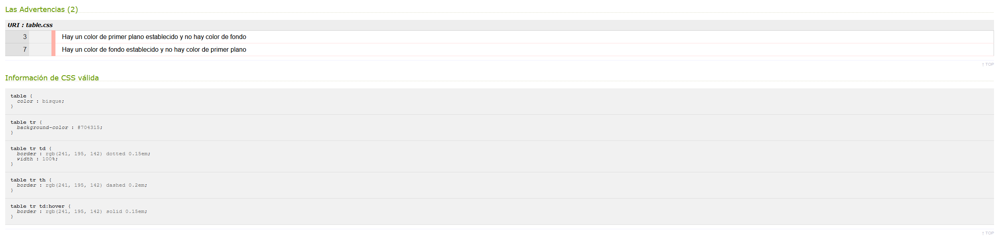 Las Advertencias (2)
URI : table.css
3 Hay un color de primer plano establecido y no hay color de fondo
7 Hay un color de fondo establecido y no hay color de primer plano
↑ TOP
Información de CSS válida
table {
color : bisque;
}
table tr {
background-color : #704315;
}
table tr td {
border : rgb(241, 195, 142) dotted 0.15em;
width : 100%;
}
table tr th {
border : rgb(241, 195, 142) dashed 0.2em;
}
table tr td:hover {
border : rgb(241, 195, 142) solid 0.15em;
}
↑ TOP